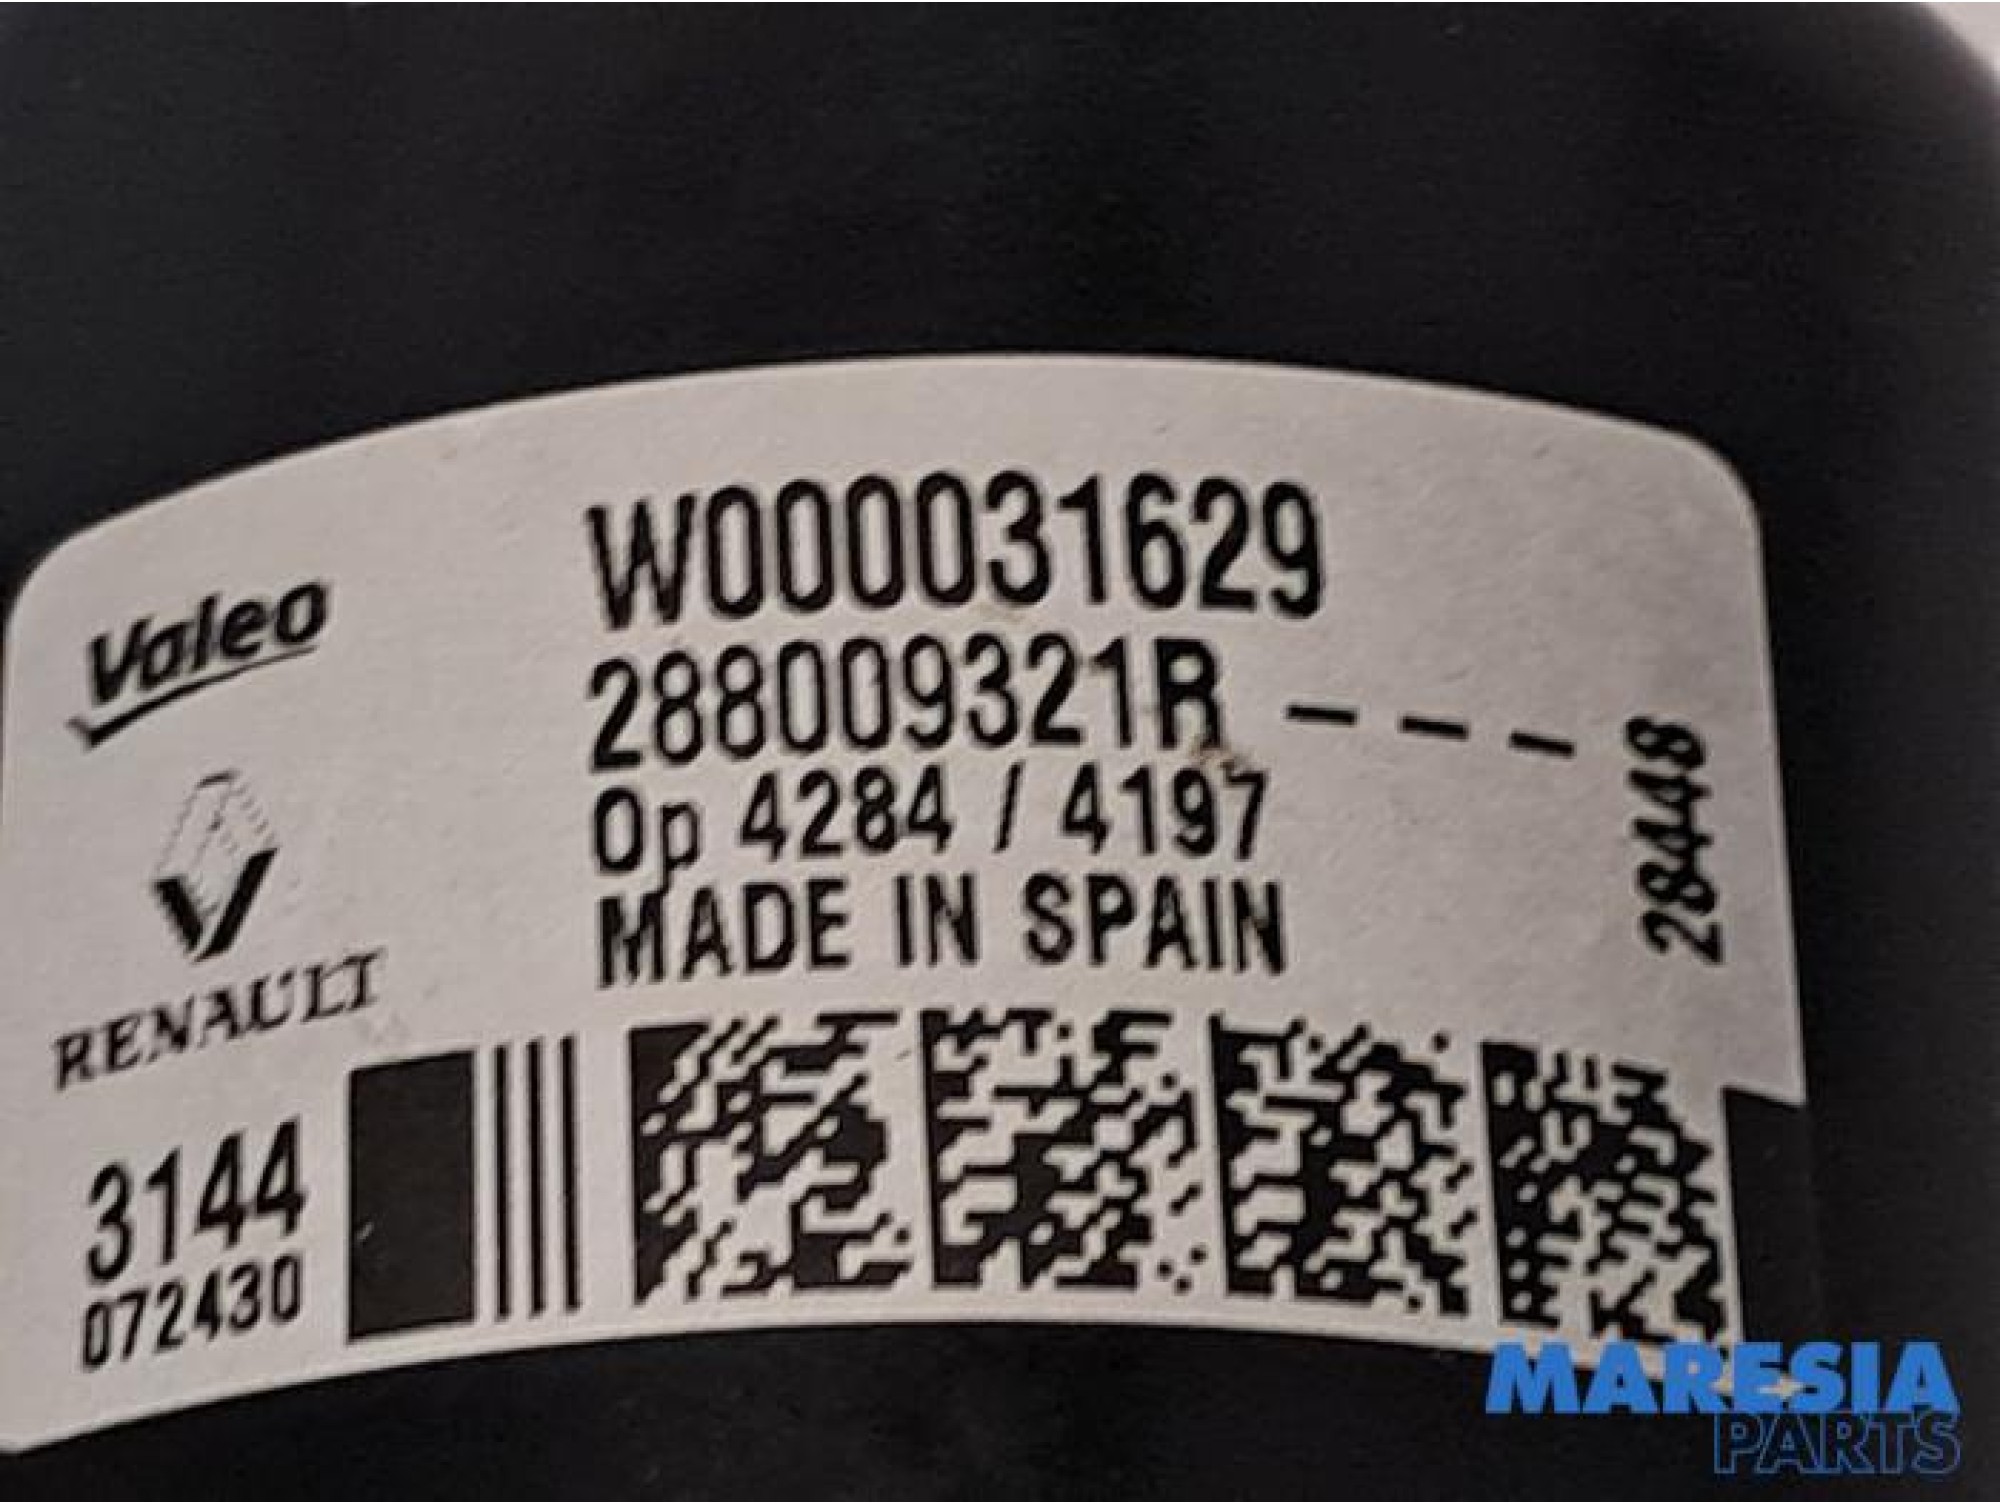 W000031629
Valeo
288009321R ---
28448
Op 4284 / 4197
MADE IN SPAIN
RENAULT
3144
072430
MARESIA
PARTS